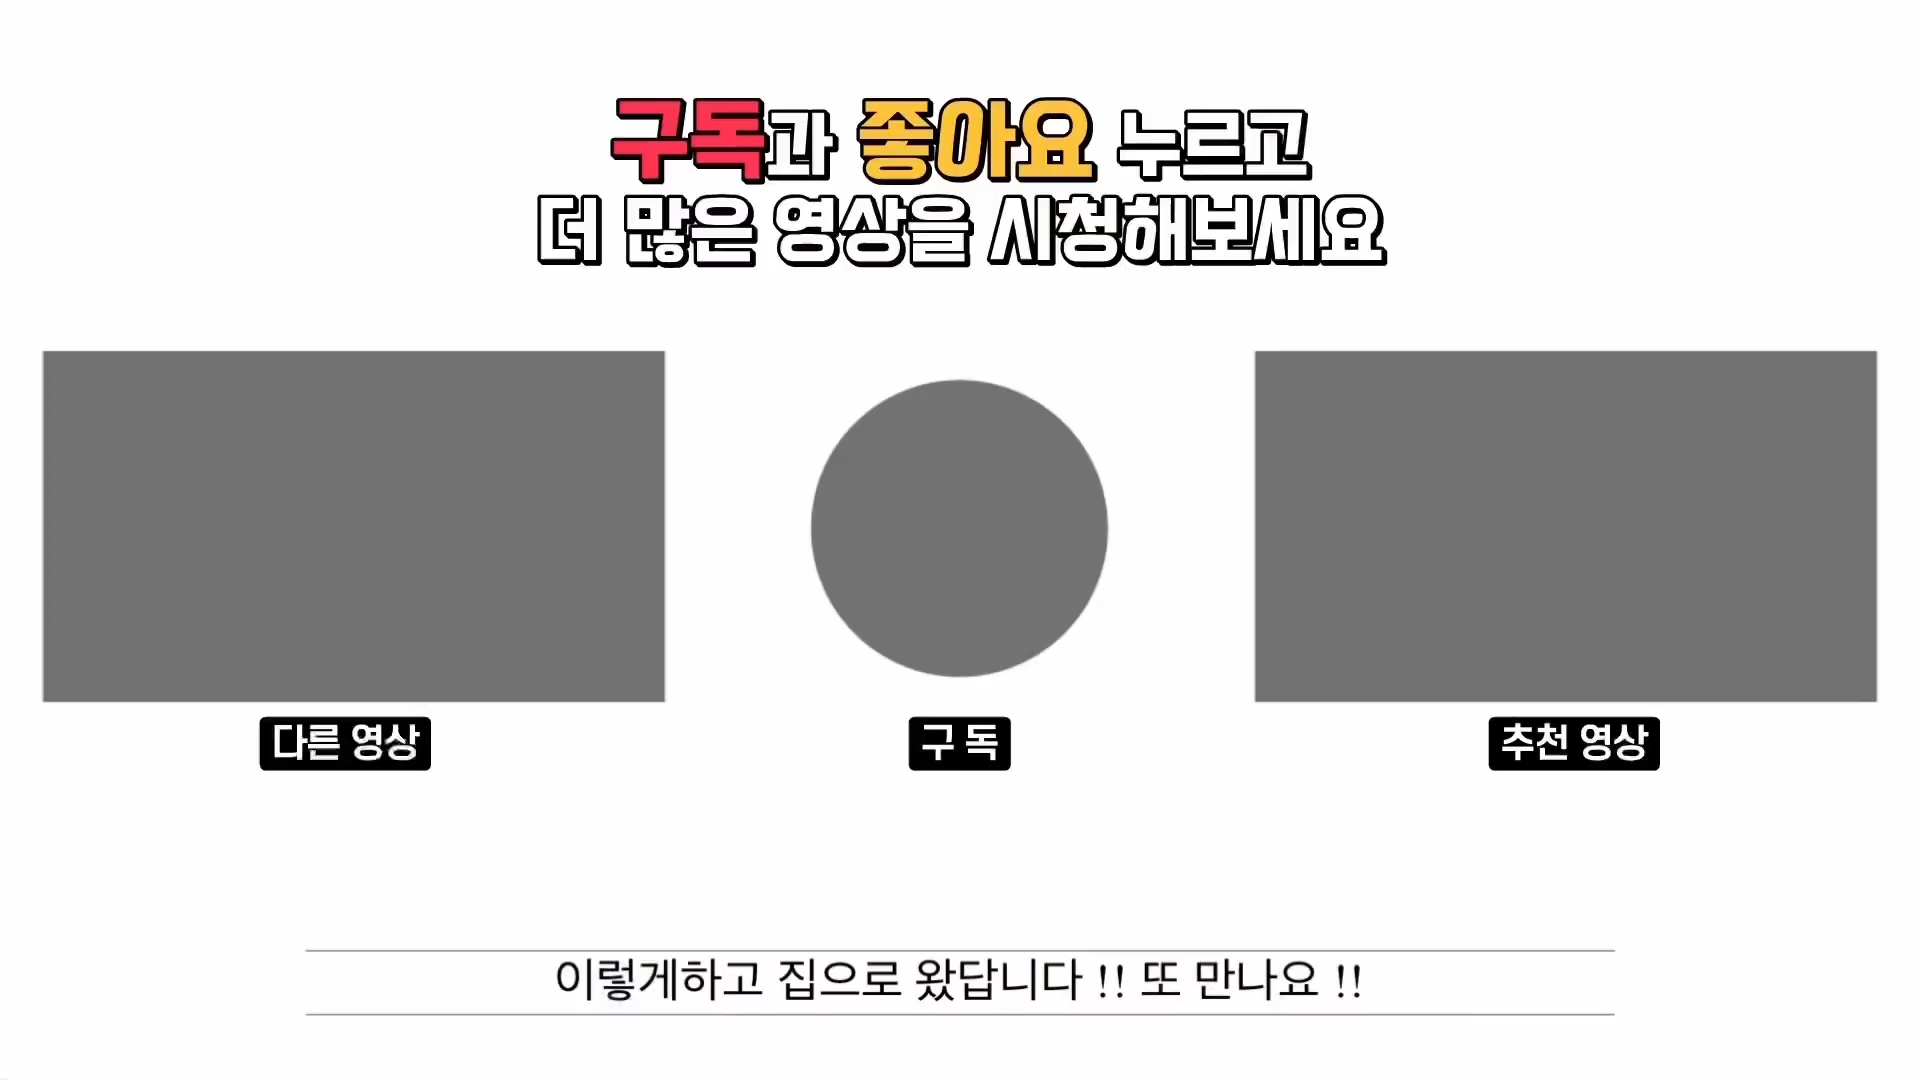 구독과 좋아요 누르고
더 많은 영상을 시청해보세요
다른 영상
구 독
추천 영상
이렇게하고 집으로 왔답니다 !! 또 만나요 !!